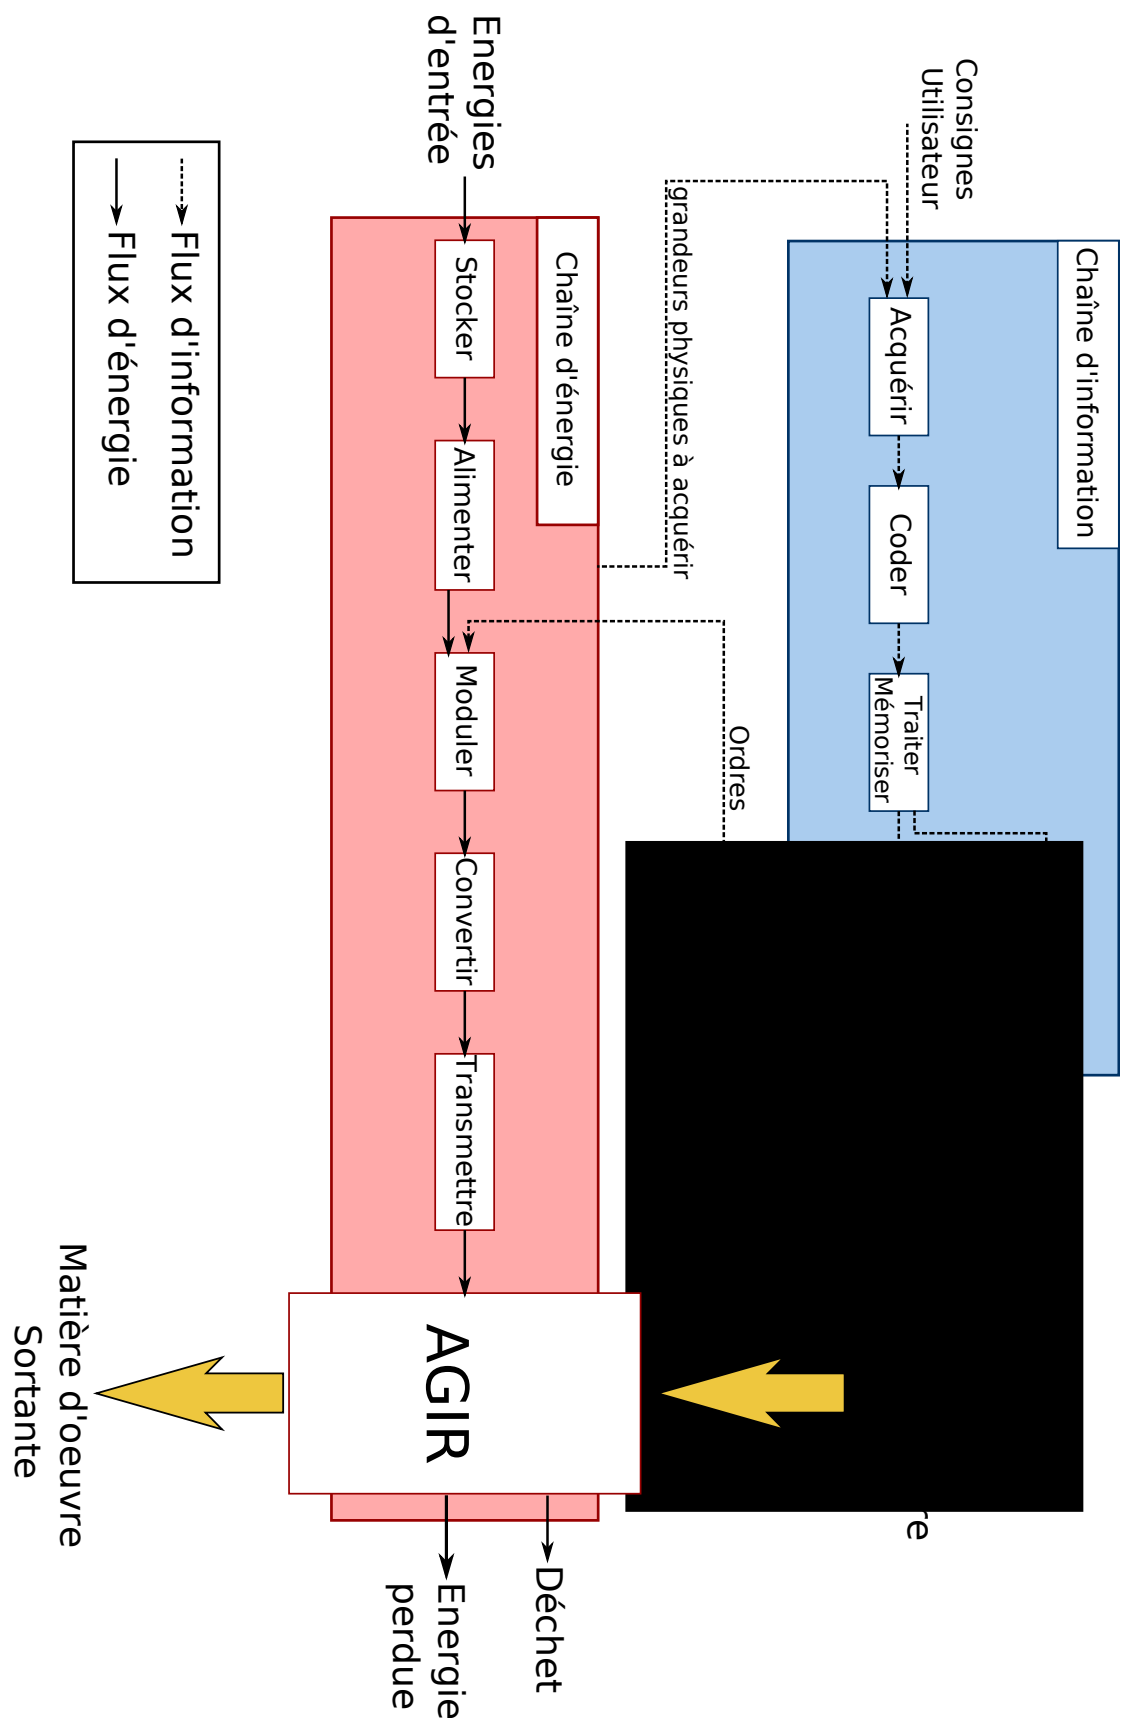 Chaîne d'information
Consignes
Utilisateur
Acquérir
Coder
Traiter
Mémoriser
Ordres
grandeurs physiques à acquérir
Chaîne d'énergie
Energies
d'entrée
Stocker
Alimenter
Moduler
Convertir
Transmettre
AGIR
Déchet
Energie
perdue
Flux d'information
Flux d'énergie
Matière d'oeuvre
Sortante